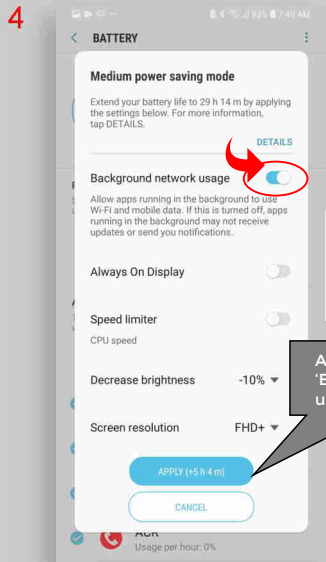 4
93% 7:40 AM
BATTERY
Medium power saving mode
Extend your battery life to 29 h
14 m by applying
the settings below. For more information,
tap DETAILS.
DETAILS
Background network usage
Allow apps running in the background to use
Wi-Fi and mobile data. If this is turned off, apps
running in the background may not receive
updates or send you notifications.
Always On Display
Speed limiter
CPU speed
Decrease brightness -10%
Screen resolution FHD+
APPLY (+5 h 4 m)
CANCEL
Usage per hour: 0%